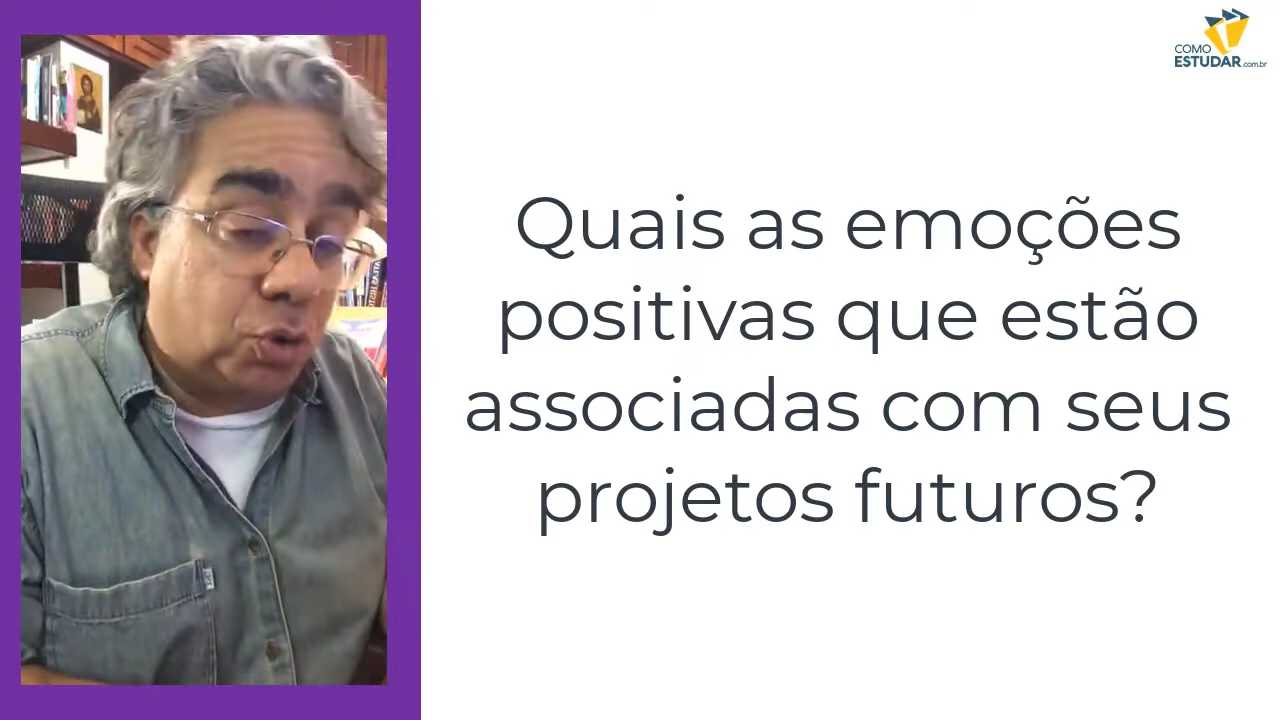 COMO
ESTUDAR.com.br
Quais as emoções
positivas que estão
associadas com seus
projetos futuros?